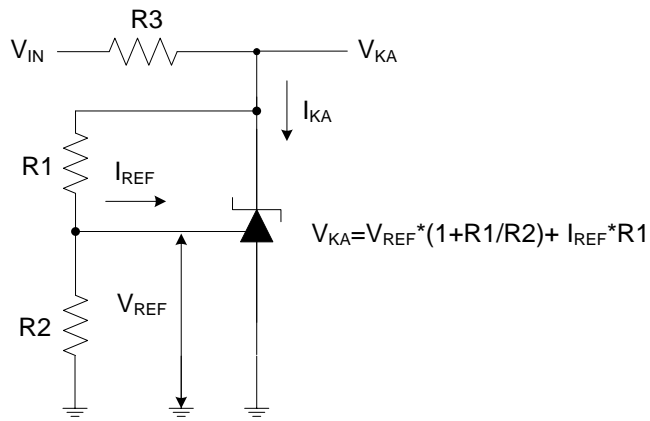 R3
V_IN
V_KA
I_KA
R1
I_REF
V_KA=V_REF*(1+R1/R2)+ I_REF*R1
V_REF
R2